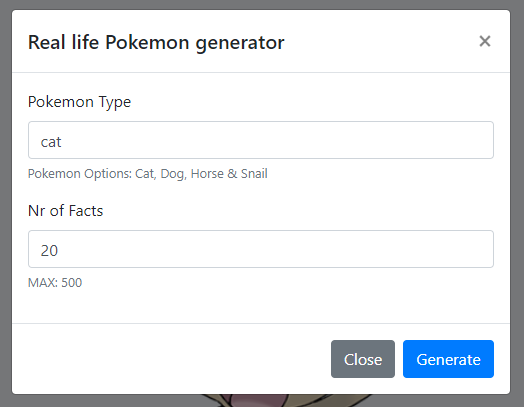 Real life Pokemon generator ×
Pokemon Type
cat
Pokemon Options: Cat, Dog, Horse & Snail
Nr of Facts
20
MAX: 500
Close Generate